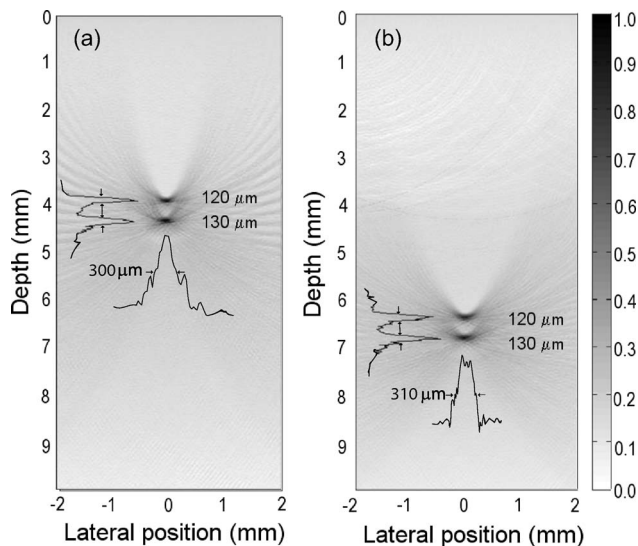 (a)
0
1
2
3
4
5
6
7
8
9
Depth (mm)
120 μm
130 μm
300 μm
-2 -1 0 1 2
Lateral position (mm)
(b)
0
1
2
3
4
5
6
7
8
9
Depth (mm)
120 μm
130 μm
310 μm
-2 -1 0 1 2
Lateral position (mm)
1.0
0.9
0.8
0.7
0.6
0.5
0.4
0.3
0.2
0.1
0.0